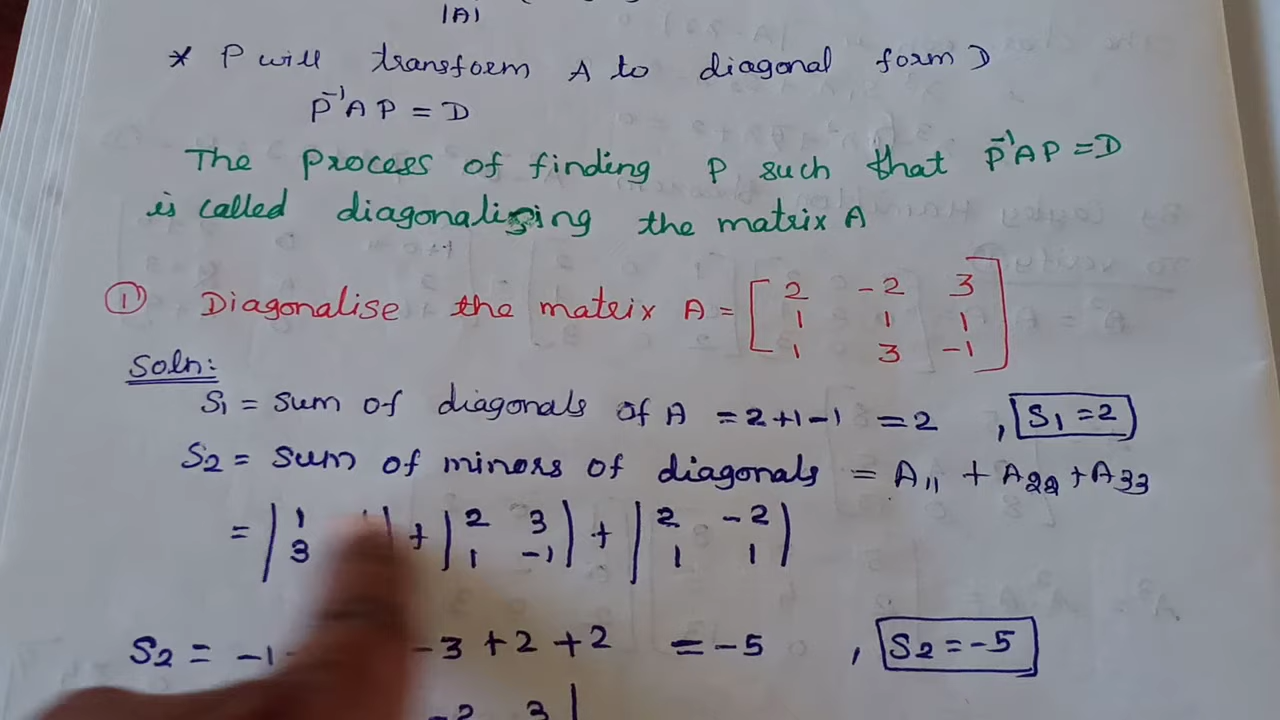 |A|
* P will transform A to diagonal form D
P⁻¹AP = D
The process of finding P such that P⁻¹AP = D
is called diagonalising the matrix A
① Diagonalise the matrix A = [ 2 -2 3
1 1 1
1 3 -1 ]
Soln:
S₁ = sum of diagonals of A = 2+1-1 = 2 , S₁ = 2
S₂ = sum of minors of diagonals = A₁₁ + A₂₂ + A₃₃
= | 1 | + | 2 3 | + | 2 -2 |
3 1 -1 1 1
S₂ = -1 -3 +2 +2 = -5 , S₂ = -5
-2 3 |